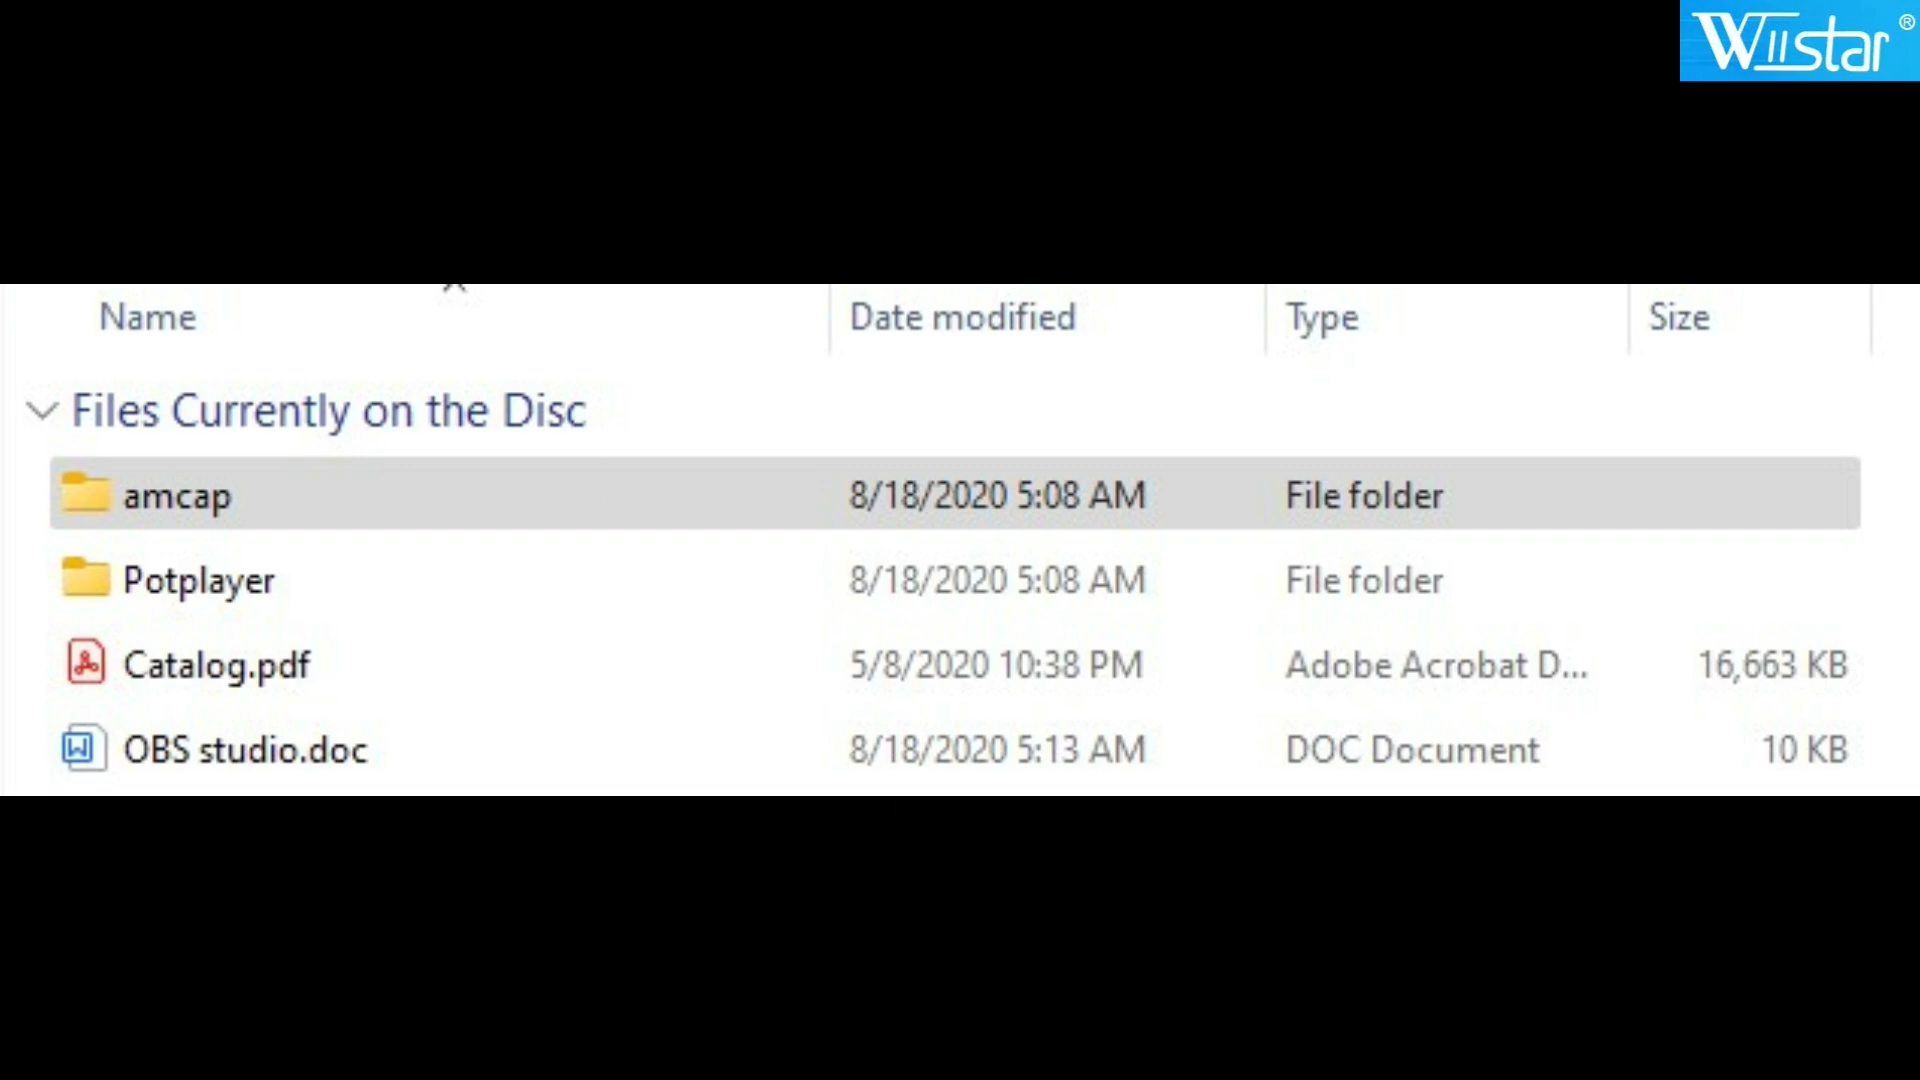 Wiistar®
Name Date modified Type Size
Files Currently on the Disc
amcap 8/18/2020 5:08 AM File folder
Potplayer 8/18/2020 5:08 AM File folder
Catalog.pdf 5/8/2020 10:38 PM Adobe Acrobat D... 16,663 KB
OBS studio.doc 8/18/2020 5:13 AM DOC Document 10 KB